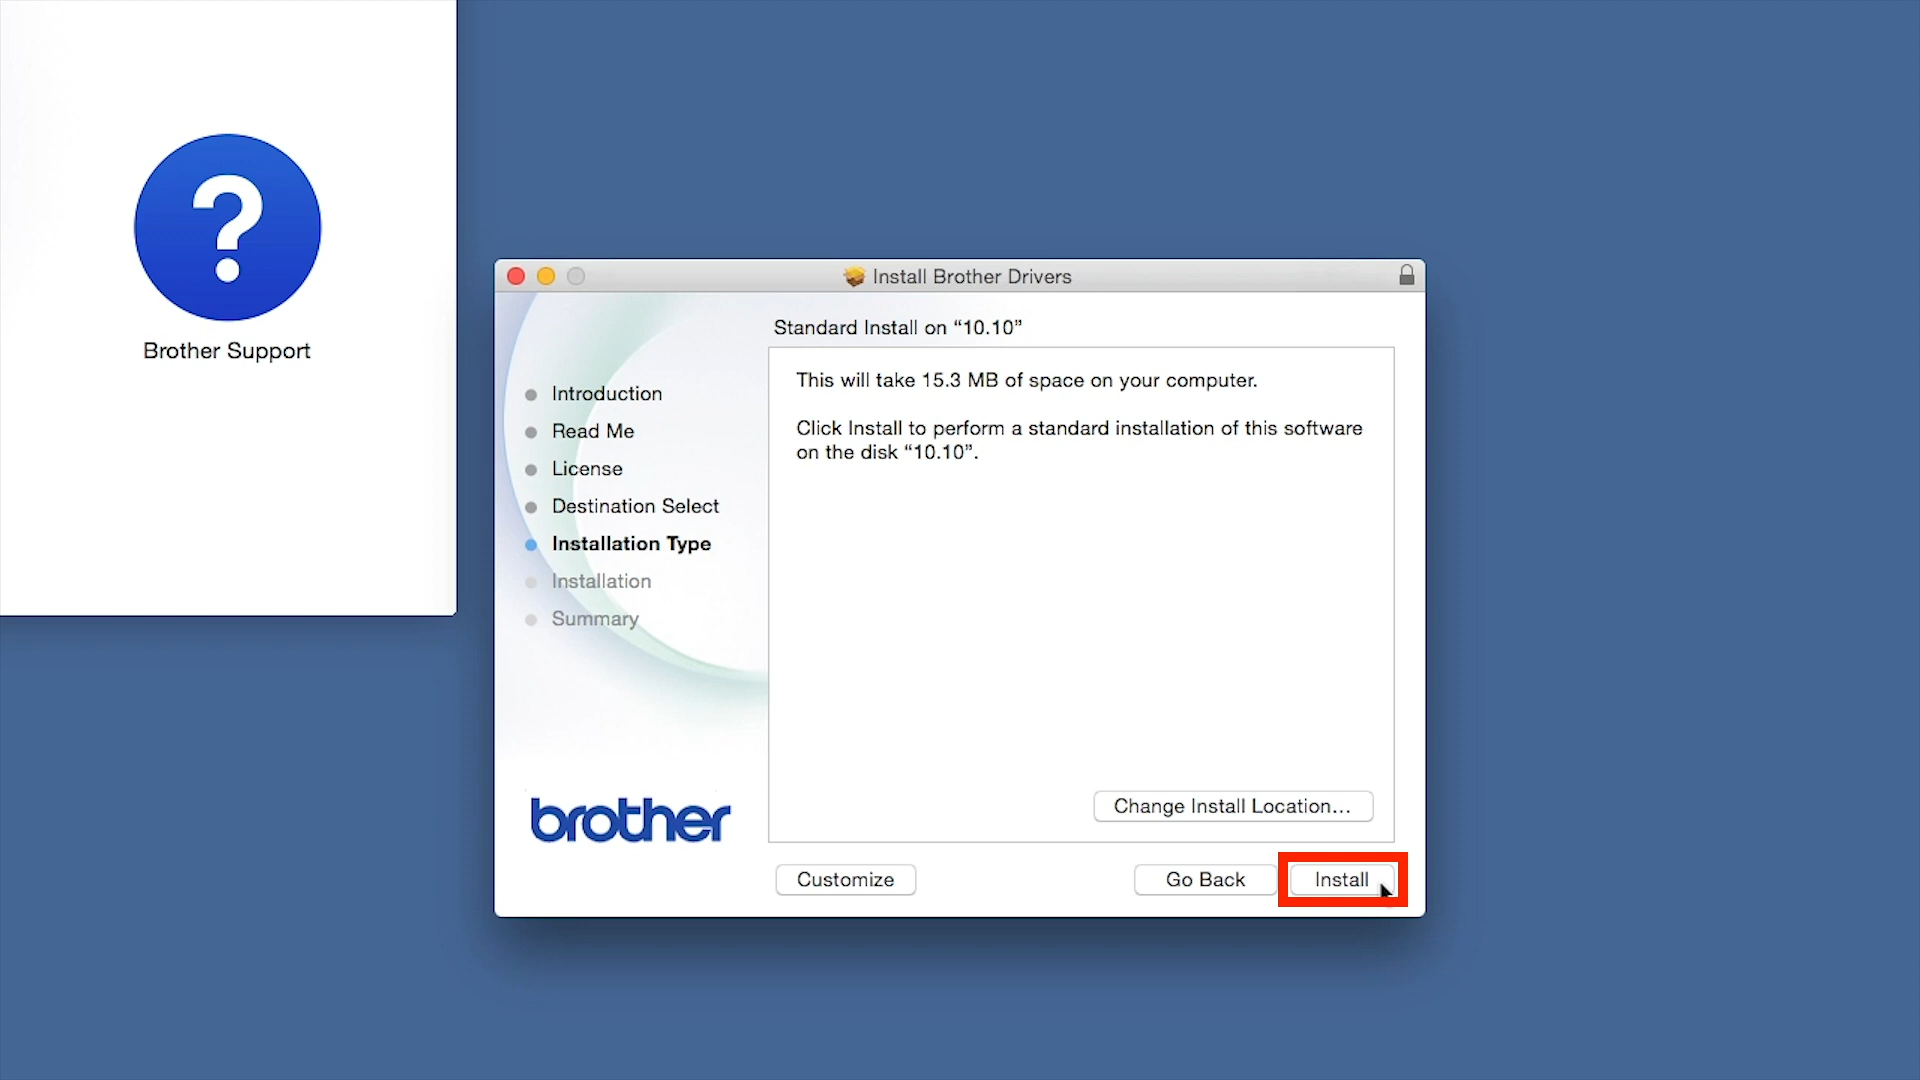 ?
Brother Support
Install Brother Drivers
Standard Install on “10.10”
Introduction
Read Me
License
Destination Select
Installation Type
Installation
Summary
This will take 15.3 MB of space on your computer.
Click Install to perform a standard installation of this software
on the disk “10.10”.
Change Install Location...
brother
Customize
Go Back
Install